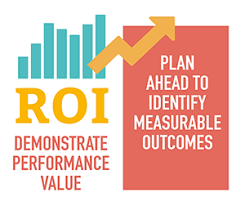 ROI
DEMONSTRATE
PERFORMANCE
VALUE
PLAN
AHEAD TO
IDENTIFY
MEASURABLE
OUTCOMES